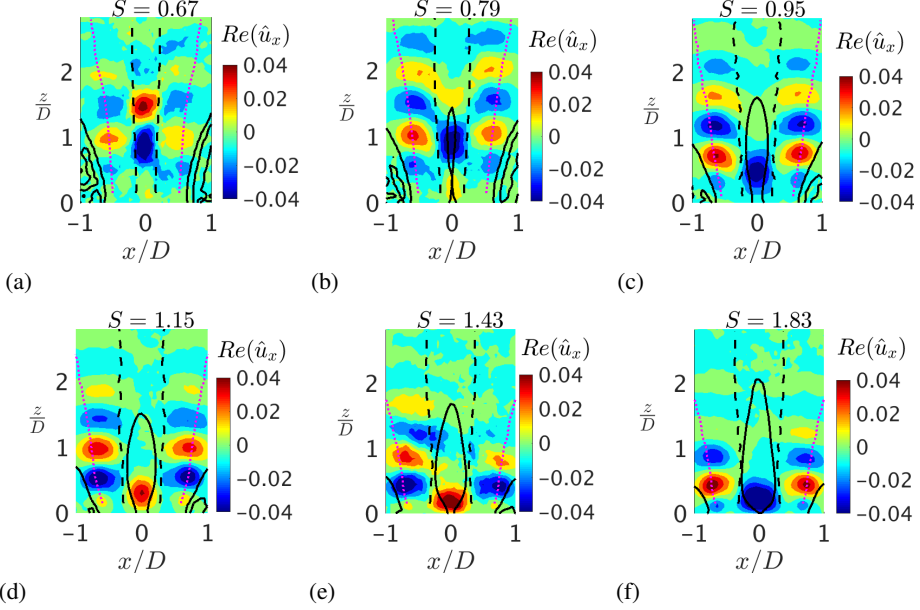 S = 0.67
S = 0.79
S = 0.95
Re(û_x)
Re(û_x)
Re(û_x)
0.04
0.02
0
−0.02
−0.04
0.04
0.02
0
−0.02
−0.04
0.04
0.02
0
−0.02
−0.04
z/D
2
1
0
z/D
2
1
0
z/D
2
1
0
−1 0 1
−1 0 1
−1 0 1
x/D
x/D
x/D
(a)
(b)
(c)
S = 1.15
S = 1.43
S = 1.83
Re(û_x)
Re(û_x)
Re(û_x)
0.04
0.02
0
−0.02
−0.04
0.04
0.02
0
−0.02
−0.04
0.04
0.02
0
−0.02
−0.04
z/D
2
1
0
z/D
2
1
0
z/D
2
1
0
−1 0 1
−1 0 1
−1 0 1
x/D
x/D
x/D
(d)
(e)
(f)